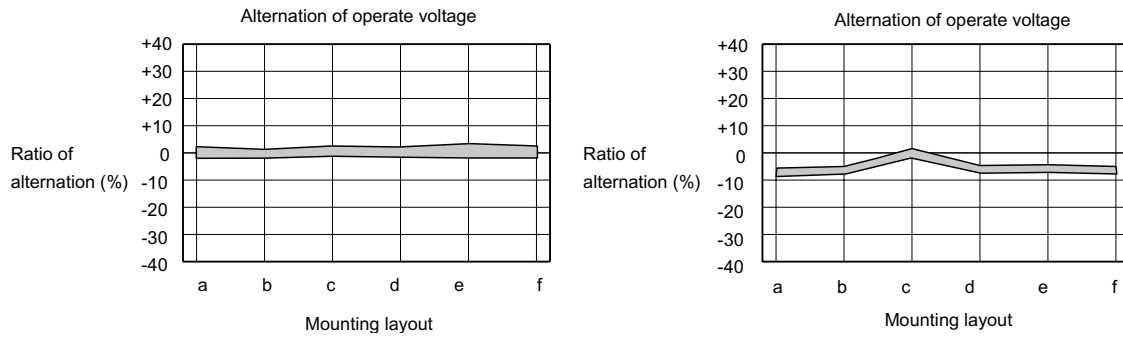 Alternation of operate voltage
+40
+30
+20
+10
0
-10
-20
-30
-40
Ratio of
alternation (%)
a b c d e f
Mounting layout
Alternation of operate voltage
+40
+30
+20
+10
0
-10
-20
-30
-40
Ratio of
alternation (%)
a b c d e f
Mounting layout